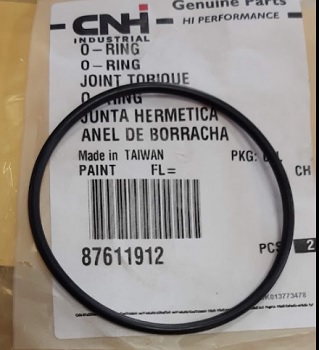 Genuine Parts
CNH
INDUSTRIAL
HI PERFORMANCE
O-RING
O-RING
JOINT TORIQUE
O-RING
JUNTA HERMETICA
ANEL DE BORRACHA
Made in TAIWAN PKG:
PAINT FL= CH
87611912
PCS 2